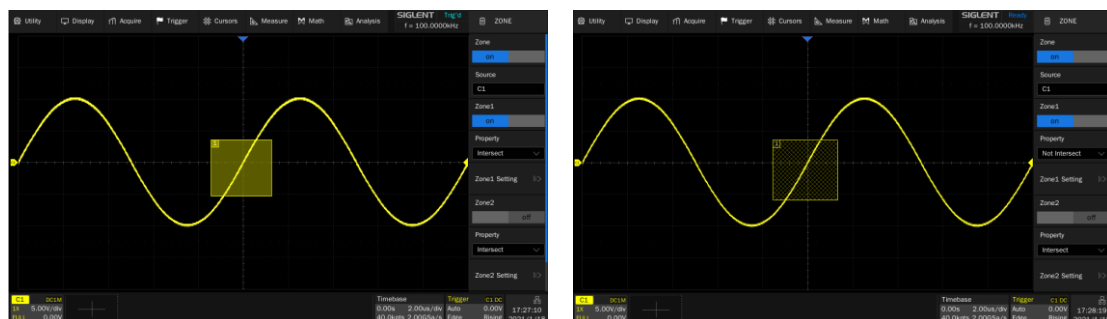 Utility Display Acquire Trigger Cursors Measure Math Analysis SIGLENT Trig'd ZONE
f = 100.0000kHz
Zone
on
Source
C1
Zone1
on
Property
Intersect
Zone1 Setting
Zone2
off
Property
Intersect
Zone2 Setting
1
C1 DC1M
1X 5.00V/div
FULL 0.00V
Timebase
0.00s 2.00us/div
40.0kpts 2.00GSa/s
Trigger C1 DC
Auto 0.00V
Edge Rising
17:27:10
Utility Display Acquire Trigger Cursors Measure Math Analysis SIGLENT Ready ZONE
f = 100.0000kHz
Zone
on
Source
C1
Zone1
on
Property
Not Intersect
Zone1 Setting
Zone2
off
Property
Intersect
Zone2 Setting
1
C1 DC1M
1X 5.00V/div
FULL 0.00V
Timebase
0.00s 2.00us/div
40.0kpts 2.00GSa/s
Trigger C1 DC
Auto 0.00V
Edge Rising
17:28:19